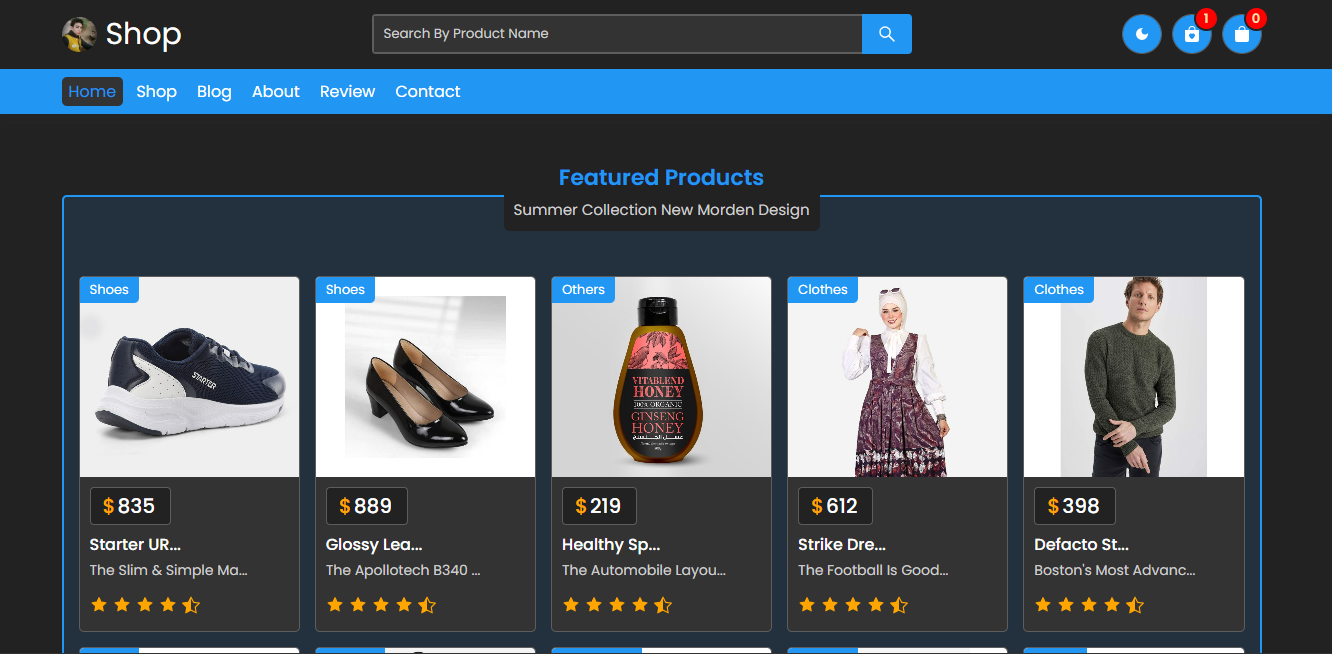 Shop
Search By Product Name
1
0
Home
Shop
Blog
About
Review
Contact
Featured Products
Summer Collection New Morden Design
Shoes
STARTER
$835
Starter UR...
The Slim & Simple Ma...
Shoes
$889
Glossy Lea...
The Apollotech B340 ...
Others
VITABLEND
HONEY
100% ORGANIC
GINSENG
HONEY
$219
Healthy Sp...
The Automobile Layou...
Clothes
$612
Strike Dre...
The Football Is Good...
Clothes
$398
Defacto St...
Boston's Most Advanc...